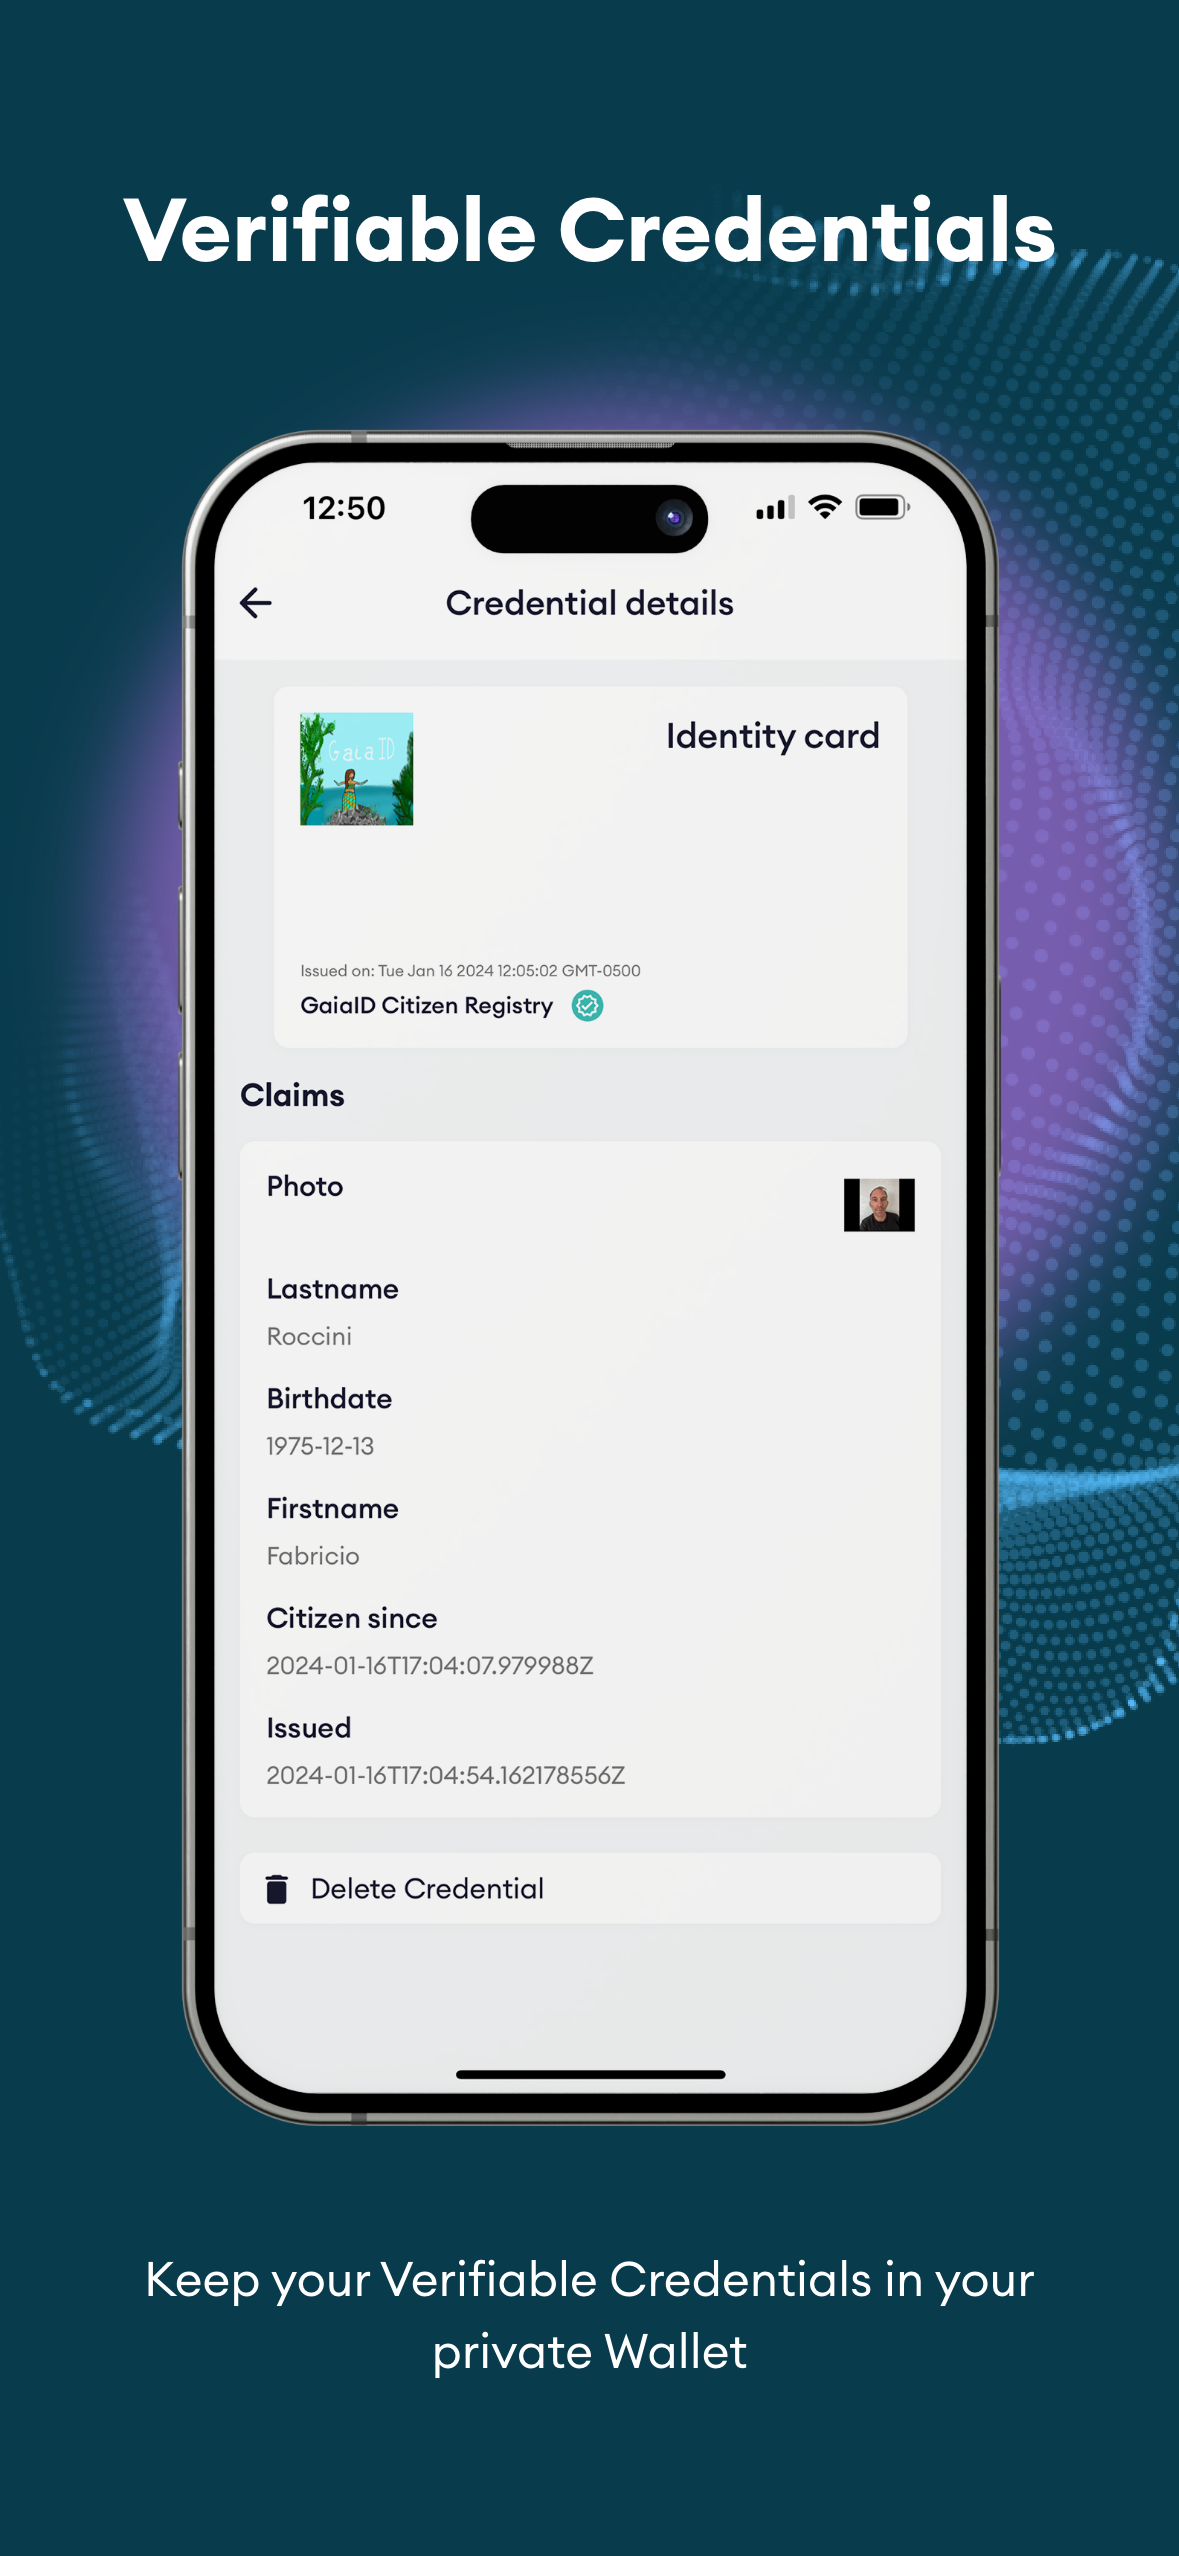 Verifiable Credentials
12:50
Credential details
Gaia ID
Identity card
Issued on: Tue Jan 16 2024 12:05:02 GMT-0500
GaiaID Citizen Registry
Claims
Photo
Lastname
Roccini
Birthdate
1975-12-13
Firstname
Fabricio
Citizen since
2024-01-16T17:04:07.979988Z
Issued
2024-01-16T17:04:54.162178556Z
Delete Credential
Keep your Verifiable Credentials in your
private Wallet